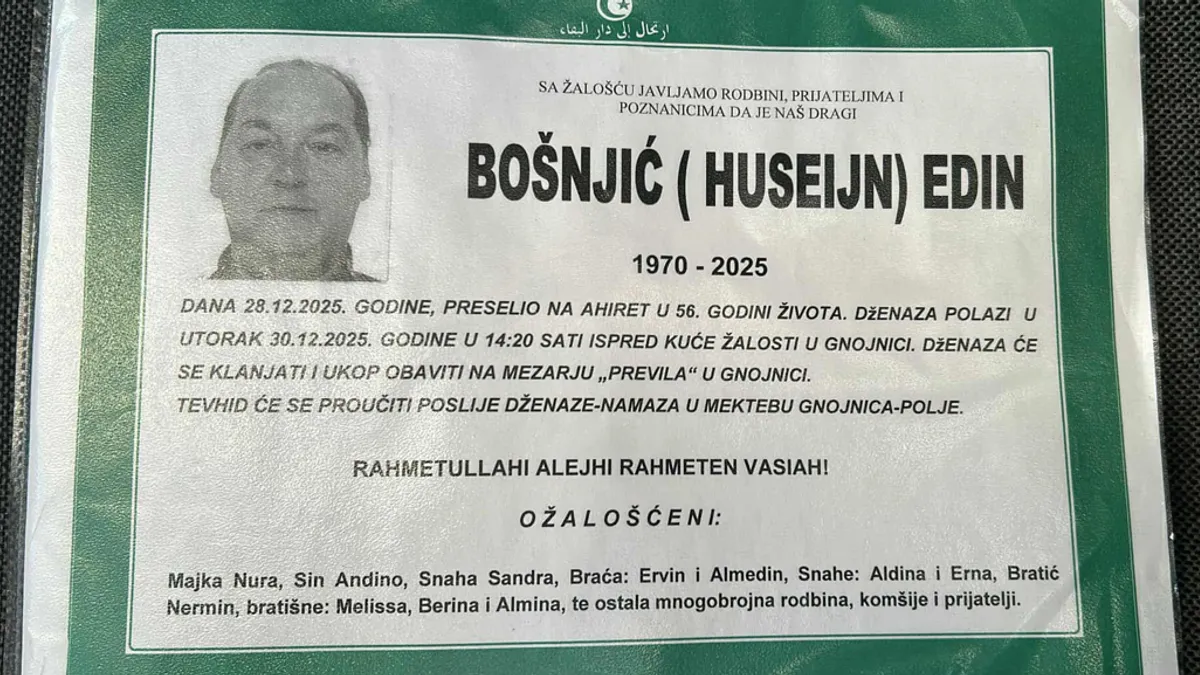 ارتحال إلى دار البقاء
SA ŽALOŠĆU JAVLJAMO RODBINI, PRIJATELJIMA I
POZNANICIMA DA JE NAŠ DRAGI
BOŠNJIĆ ( HUSEIJN) EDIN
1970 - 2025
DANA 28.12.2025. GODINE, PRESELIO NA AHIRET U 56. GODINI ŽIVOTA. DžENAZA POLAZI U
UTORAK 30.12.2025. GODINE U 14:20 SATI ISPRED KUĆE ŽALOSTI U GNOJNICI. DžENAZA ĆE
SE KLANJATI I UKOP OBAVITI NA MEZARJU „PREVILA“ U GNOJNICI.
TEVHID ĆE SE PROUČITI POSLIJE DŽENAZE-NAMAZA U MEKTEBU GNOJNICA-POLJE.
RAHMETULLAHI ALEJHI RAHMETEN VASIAH!
OŽALOŠĆENI:
Majka Nura, Sin Andino, Snaha Sandra, Braća: Ervin i Almedin, Snahe: Aldina i Erna, Bratić
Nermin, bratišne: Melissa, Berina i Almina, te ostala mnogobrojna rodbina, komšije i prijatelji.